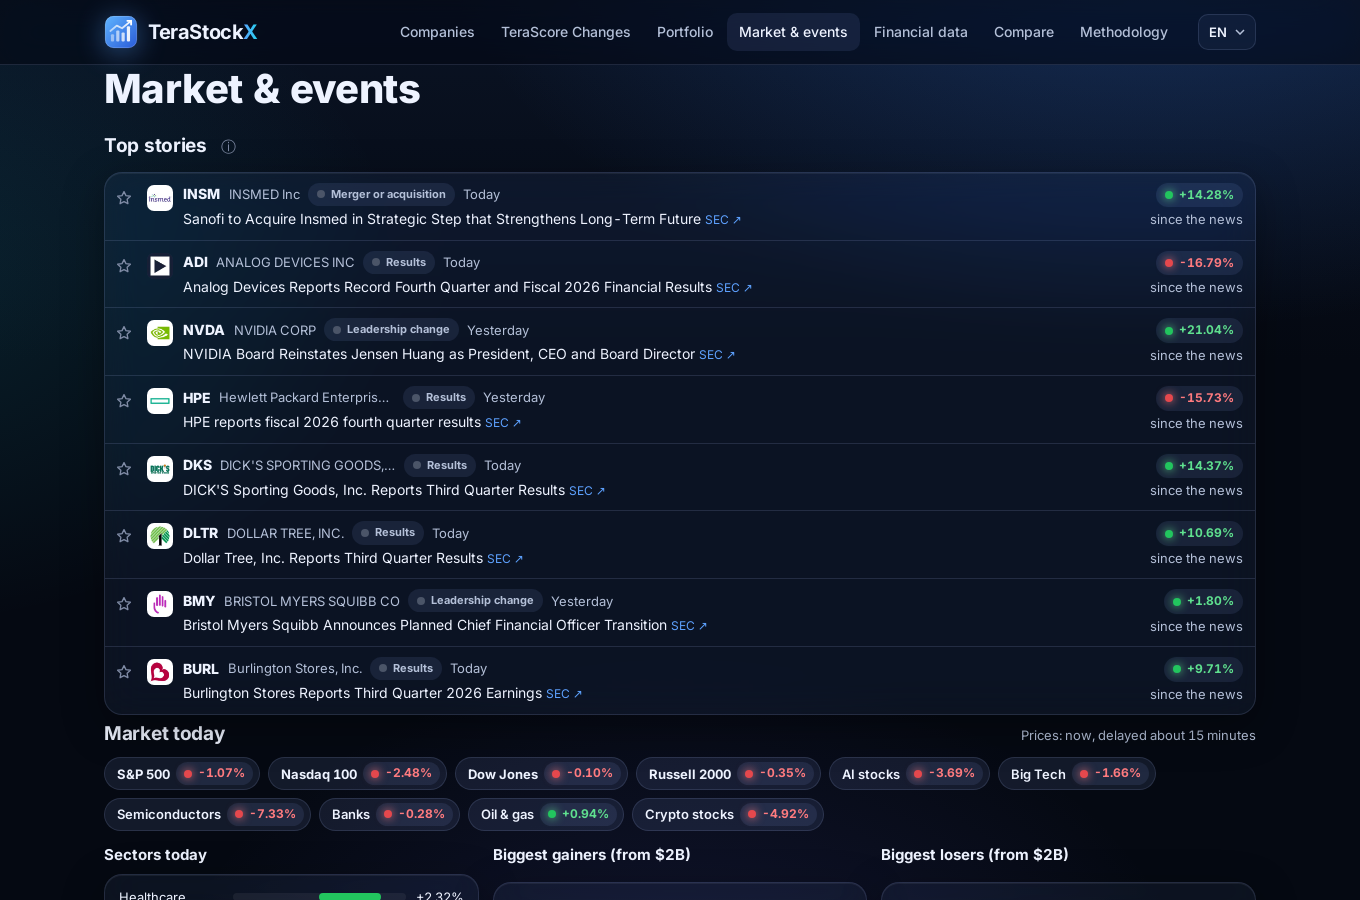 TeraStockX Companies TeraScore Changes Portfolio Market & events Financial data Compare Methodology EN
Market & events
Top stories ⓘ
Insmed INSM INSMED Inc Merger or acquisition Today +14.28%
Sanofi to Acquire Insmed in Strategic Step that Strengthens Long-Term Future SEC ↗ since the news
ADI ANALOG DEVICES INC Results Today -16.79%
Analog Devices Reports Record Fourth Quarter and Fiscal 2026 Financial Results SEC ↗ since the news
NVDA NVIDIA CORP Leadership change Yesterday +21.04%
NVIDIA Board Reinstates Jensen Huang as President, CEO and Board Director SEC ↗ since the news
HPE Hewlett Packard Enterpris... Results Yesterday -15.73%
HPE reports fiscal 2026 fourth quarter results SEC ↗ since the news
DICK'S DKS DICK'S SPORTING GOODS,... Results Today +14.37%
DICK'S Sporting Goods, Inc. Reports Third Quarter Results SEC ↗ since the news
DLTR DOLLAR TREE, INC. Results Today +10.69%
Dollar Tree, Inc. Reports Third Quarter Results SEC ↗ since the news
BMY BRISTOL MYERS SQUIBB CO Leadership change Yesterday +1.80%
Bristol Myers Squibb Announces Planned Chief Financial Officer Transition SEC ↗ since the news
BURL Burlington Stores, Inc. Results Today +9.71%
Burlington Stores Reports Third Quarter 2026 Earnings SEC ↗ since the news
Market today Prices: now, delayed about 15 minutes
S&P 500 -1.07% Nasdaq 100 -2.48% Dow Jones -0.10% Russell 2000 -0.35% AI stocks -3.69% Big Tech -1.66%
Semiconductors -7.33% Banks -0.28% Oil & gas +0.94% Crypto stocks -4.92%
Sectors today Biggest gainers (from $2B) Biggest losers (from $2B)
Healthcare +2.32%